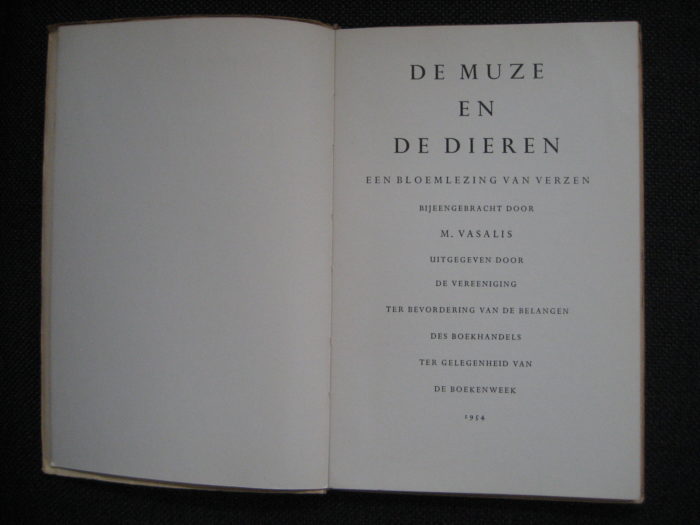 DE MUZE
EN
DE DIEREN
EEN BLOEMLEZING VAN VERZEN
BIJEENGEBRACHT DOOR
M. VASALIS
UITGEGEVEN DOOR
DE VEREENIGING
TER BEVORDERING VAN DE BELANGEN
DES BOEKHANDELS
TER GELEGENHEID VAN
DE BOEKENWEEK
1954